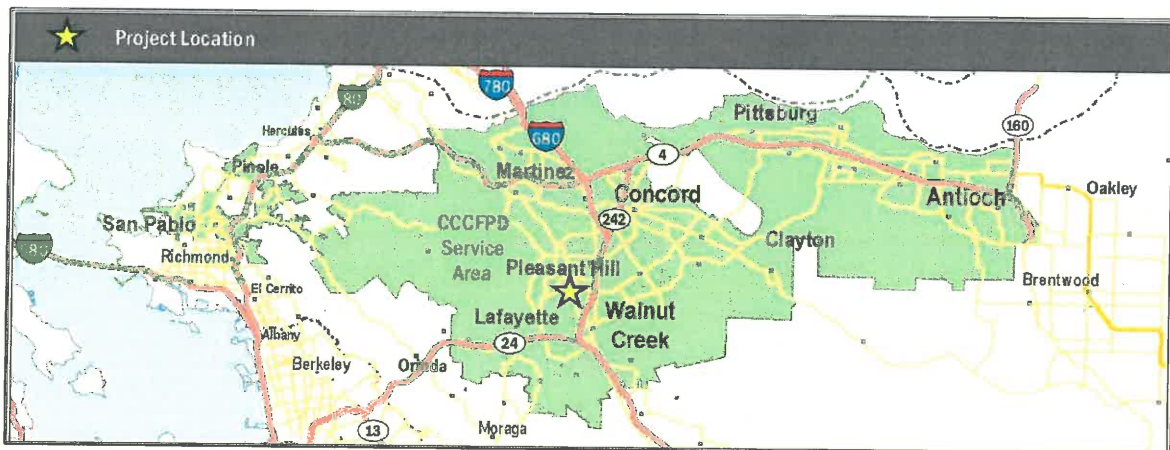 Project Location
780
80
Pittsburg
160
Hercules
680
4
Martinez
Pinole
Concord
Antioch
Oakley
San Pablo
242
CCCFPD
Service
Area
Clayton
80
Richmond
Pleasant Hill
Brentwood
El Cerrito
Lafayette
Walnut
Creek
Albany
24
Berkeley
Orinda
13
Moraga